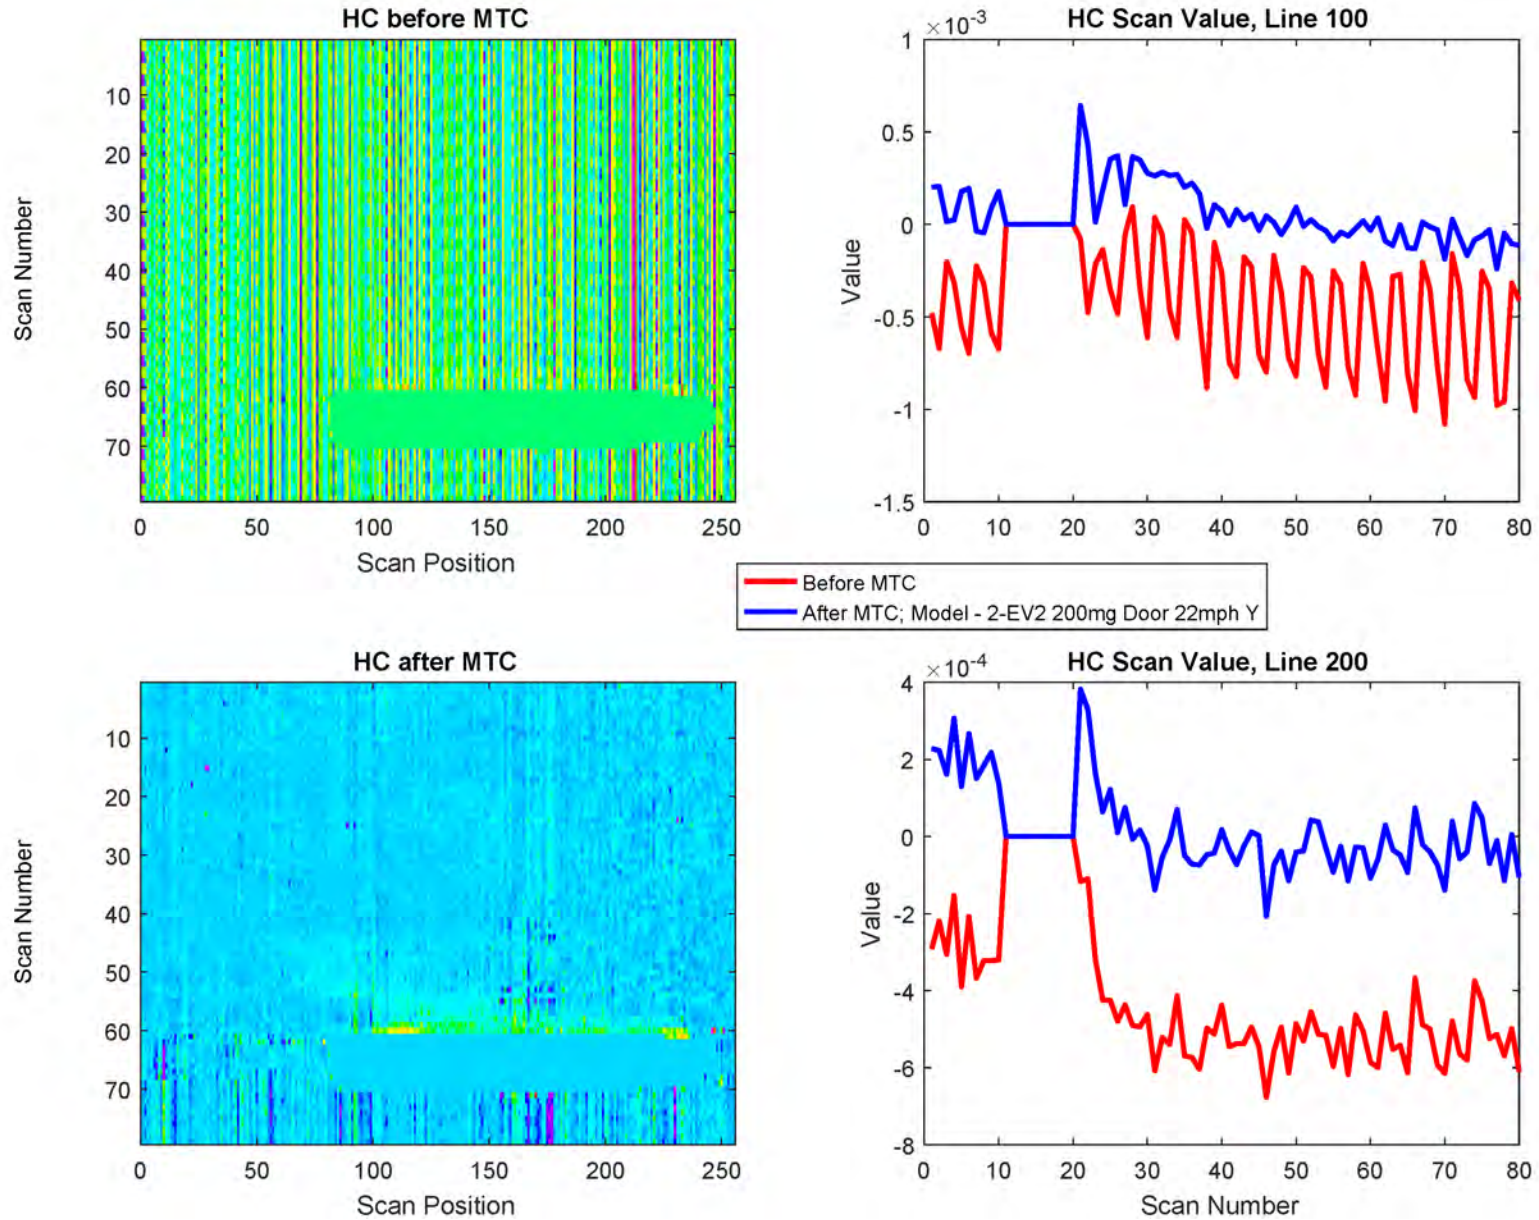 HC before MTC
Scan Number
10
20
30
40
50
60
70
0 50 100 150 200 250
Scan Position
HC Scan Value, Line 100
×10-3
Value
1
0.5
0
-0.5
-1
-1.5
0 10 20 30 40 50 60 70 80
Before MTC
After MTC; Model - 2-EV2 200mg Door 22mph Y
HC after MTC
Scan Number
10
20
30
40
50
60
70
0 50 100 150 200 250
Scan Position
HC Scan Value, Line 200
×10-4
Value
4
2
0
-2
-4
-6
-8
0 10 20 30 40 50 60 70 80
Scan Number